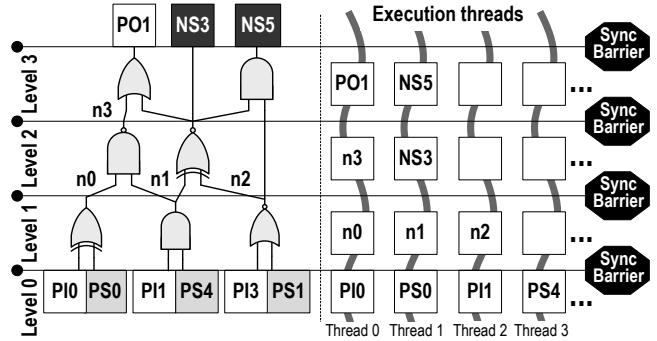 PO1 NS3 NS5
Execution threads
Sync Barrier
Level 3
n3
PO1 NS5
...
Sync Barrier
Level 2
n0 n1 n2
n3 NS3
...
Sync Barrier
Level 1
n0 n1 n2
...
Sync Barrier
Level 0
PI0 PS0 PI1 PS4 PI3 PS1
PI0 PS0 PI1 PS4
...
Thread 0 Thread 1 Thread 2 Thread 3